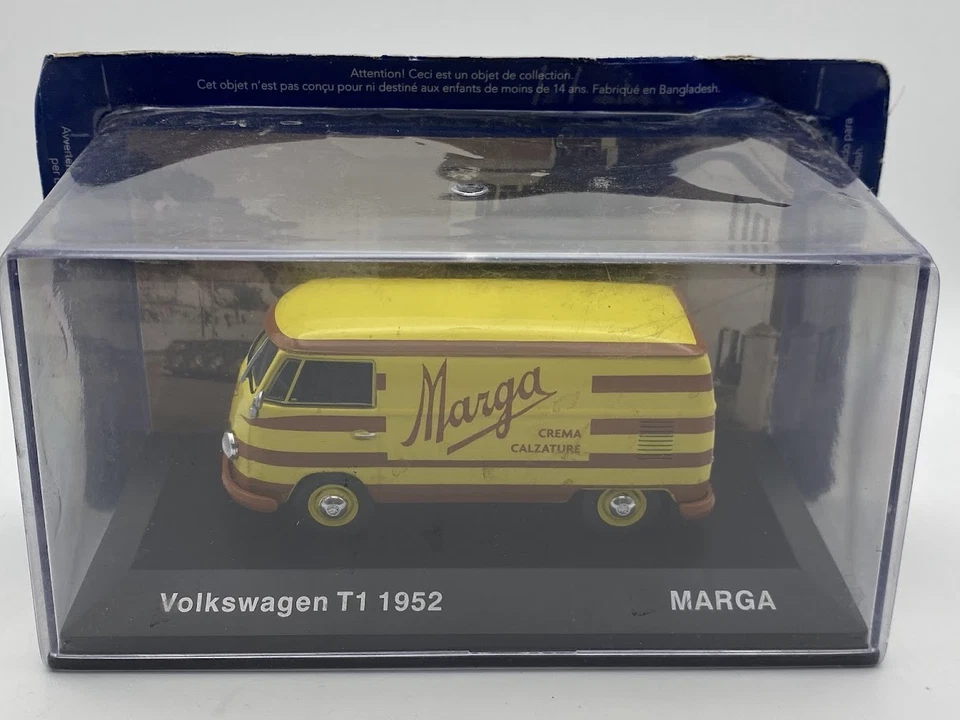 Attention! Ceci est un objet de collection.
Cet objet n'est pas conçu pour ni destiné aux enfants de moins de 14 ans. Fabriqué en Bangladesh.
Marga
CREMA
CALZATURE
Volkswagen T1 1952
MARGA